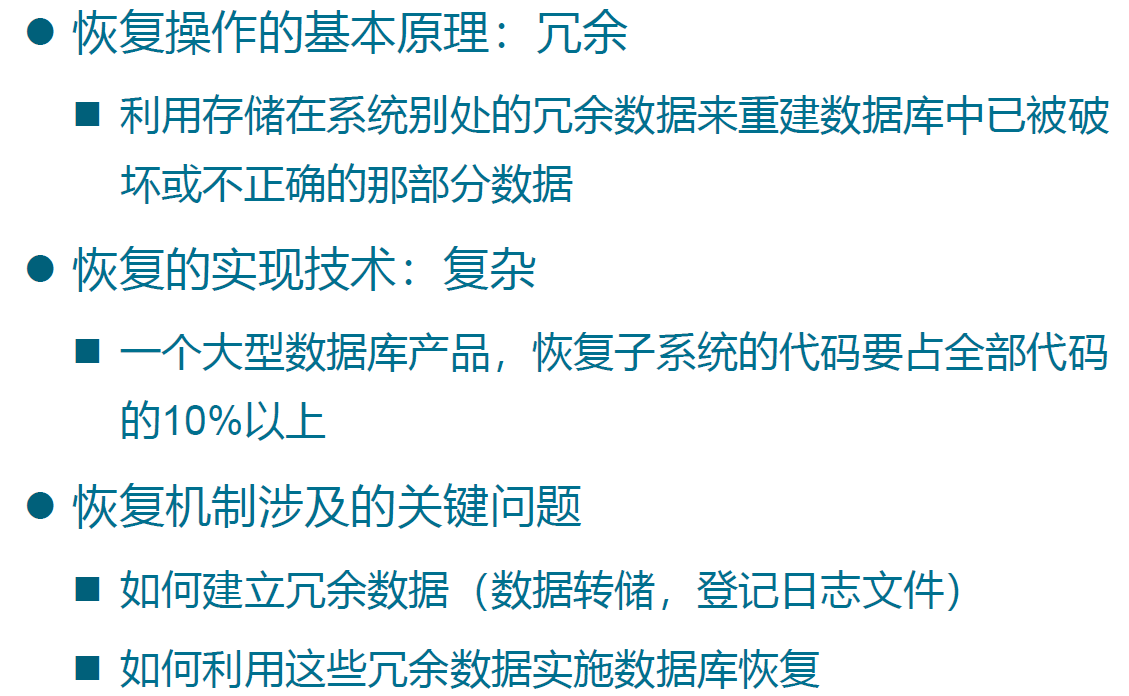 恢复操作的基本原理：冗余
利用存储在系统别处的冗余数据来重建数据库中已被破
坏或不正确的那部分数据
恢复的实现技术：复杂
一个大型数据库产品，恢复子系统的代码要占全部代码
的10%以上
恢复机制涉及的关键问题
如何建立冗余数据（数据转储，登记日志文件）
如何利用这些冗余数据实施数据库恢复